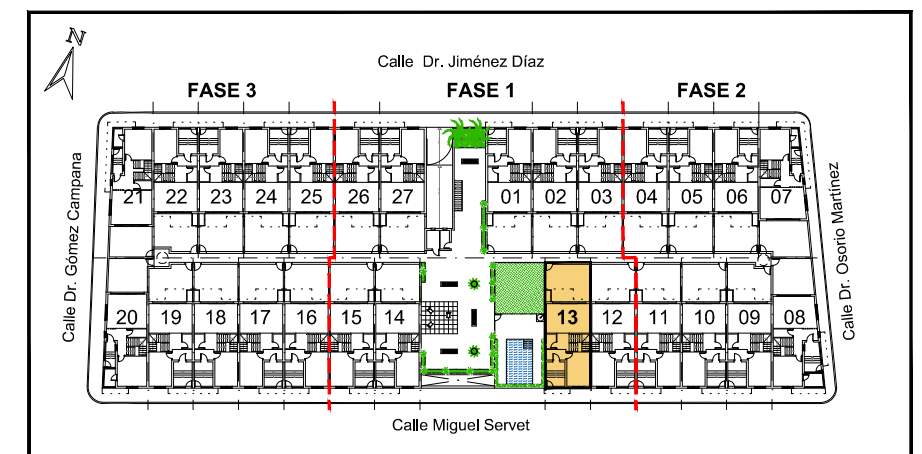 N
Calle Dr. Jiménez Díaz
FASE 3 FASE 1 FASE 2
21 22 23 24 25 26 27 01 02 03 04 05 06 07
Calle Dr. Gómez Campana
Calle Dr. Osorio Martínez
20 19 18 17 16 15 14 13 12 11 10 09 08
Calle Miguel Servet